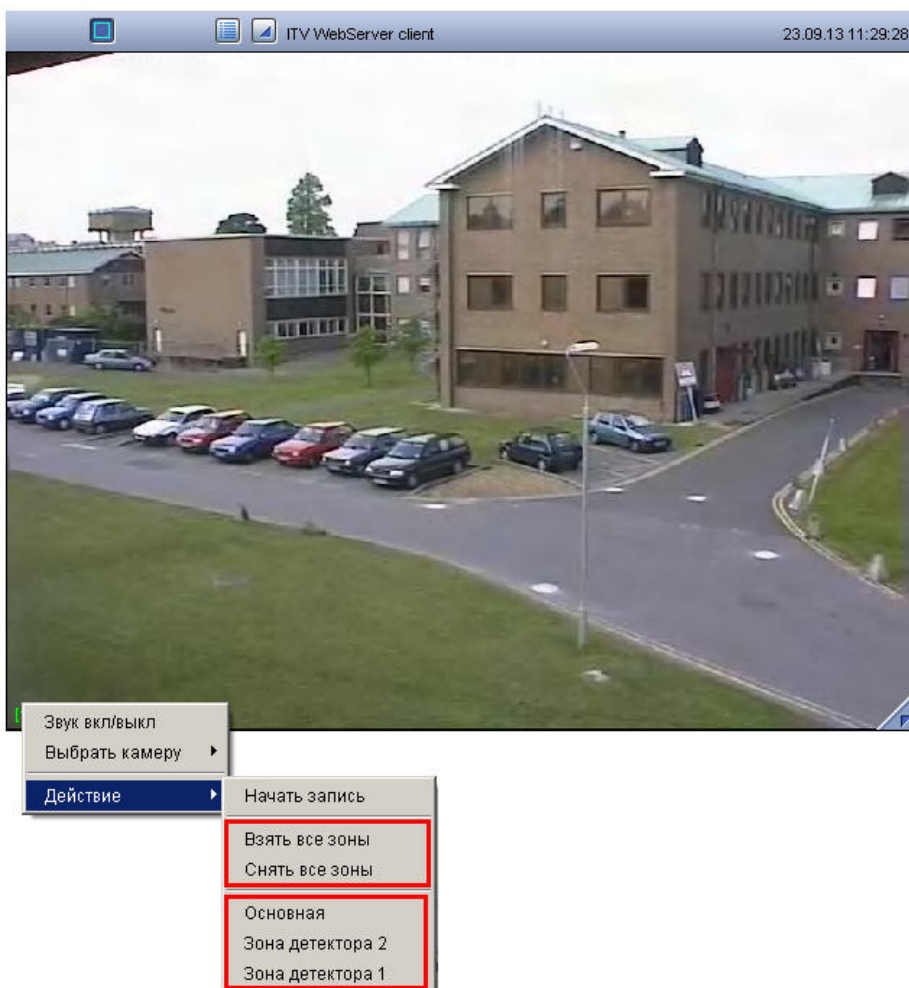 ITV WebServer client
23.09.13 11:29:28
Звук вкл/выкл
Выбрать камеру
Действие
Начать запись
Взять все зоны
Снять все зоны
Основная
Зона детектора 2
Зона детектора 1